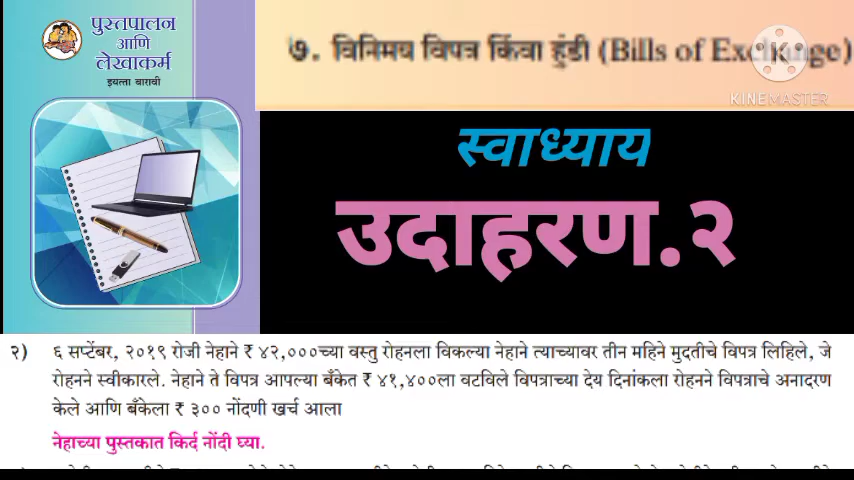 पुस्तपालन
आणि
लेखाकर्म
इयत्ता बारावी
७. विनिमय विपत्र किंवा हुंडी (Bills of Exchange)
KINEMASTER
स्वाध्याय
उदाहरण.२
२) ६ सप्टेंबर, २०१९ रोजी नेहाने ₹ ४२,०००च्या वस्तु रोहनला विकल्या नेहाने त्याच्यावर तीन महिने मुदतीचे विपत्र लिहिले, जे
रोहनने स्वीकारले. नेहाने ते विपत्र आपल्या बँकेत ₹ ४१,४००ला वटविले विपत्राच्या देय दिनांकला रोहनने विपत्राचे अनादरण
केले आणि बँकेला ₹ ३०० नोंदणी खर्च आला
नेहाच्या पुस्तकात किर्द नोंदी घ्या.